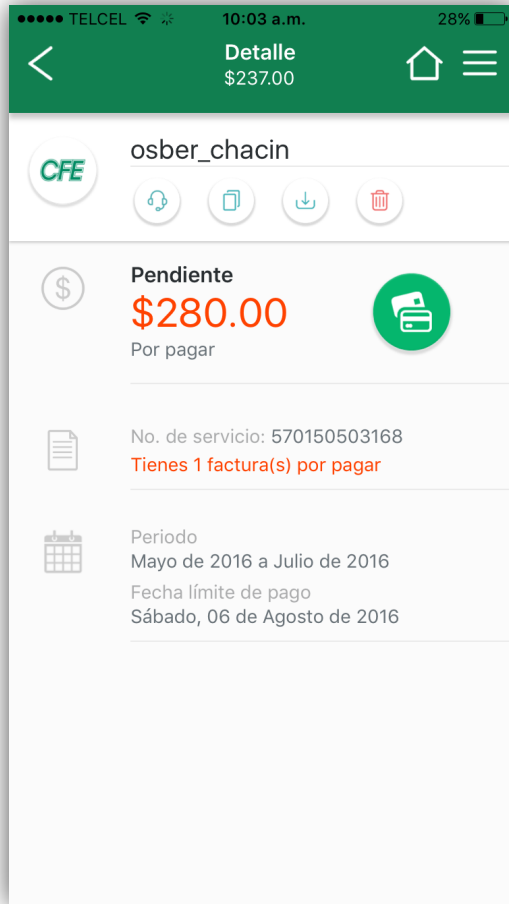 TELCEL 10:03 a.m. 28%
Detalle
$237.00
CFE
osber_chacin
Pendiente
$280.00
Por pagar
No. de servicio: 570150503168
Tienes 1 factura(s) por pagar
Periodo
Mayo de 2016 a Julio de 2016
Fecha límite de pago
Sábado, 06 de Agosto de 2016